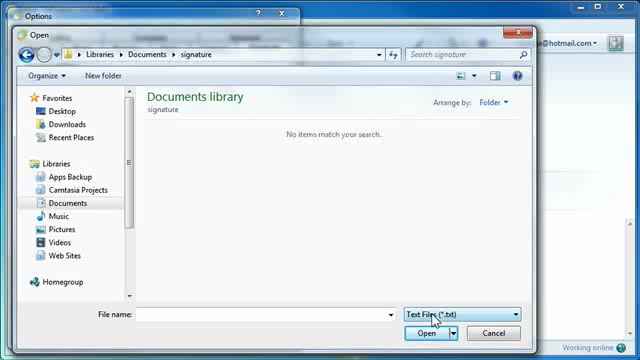 Options
?
Open
Libraries
Documents
signature
Search signature
a@hotmail.com
Organize
New folder
?
Favorites
Desktop
Downloads
Recent Places
Libraries
Apps Backup
Camtasia Projects
Documents
Music
Pictures
Videos
Web Sites
Homegroup
Documents library
signature
Arrange by:
Folder
No items match your search.
File name:
Text Files (*.txt)
Open
Cancel
Working online